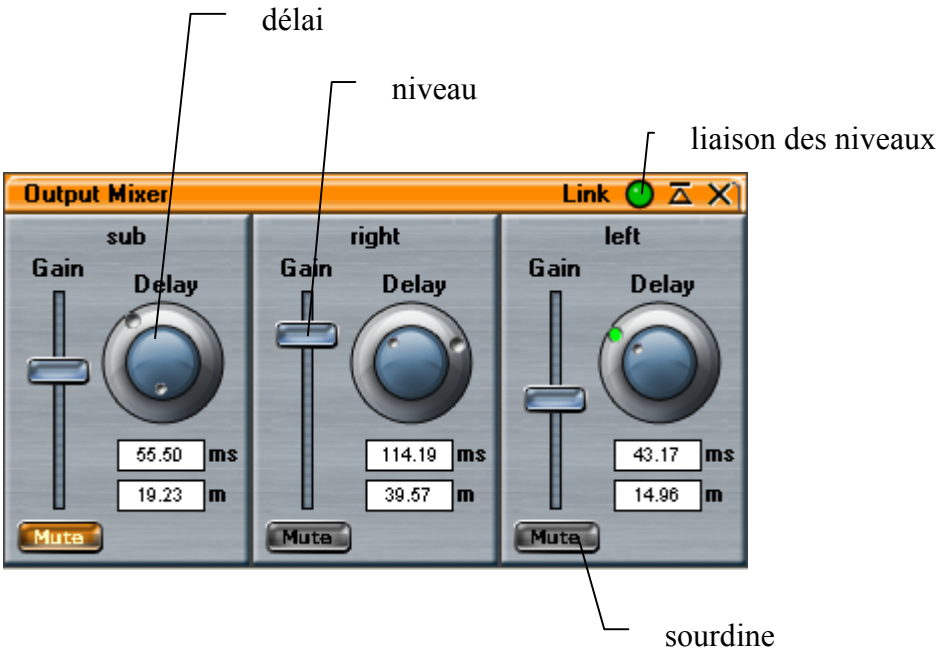 délai
niveau
liaison des niveaux
Output Mixer Link
sub
Gain
Delay
55.50 ms
19.23 m
Mute
right
Gain
Delay
114.19 ms
39.57 m
Mute
left
Gain
Delay
43.17 ms
14.96 m
Mute
sourdine